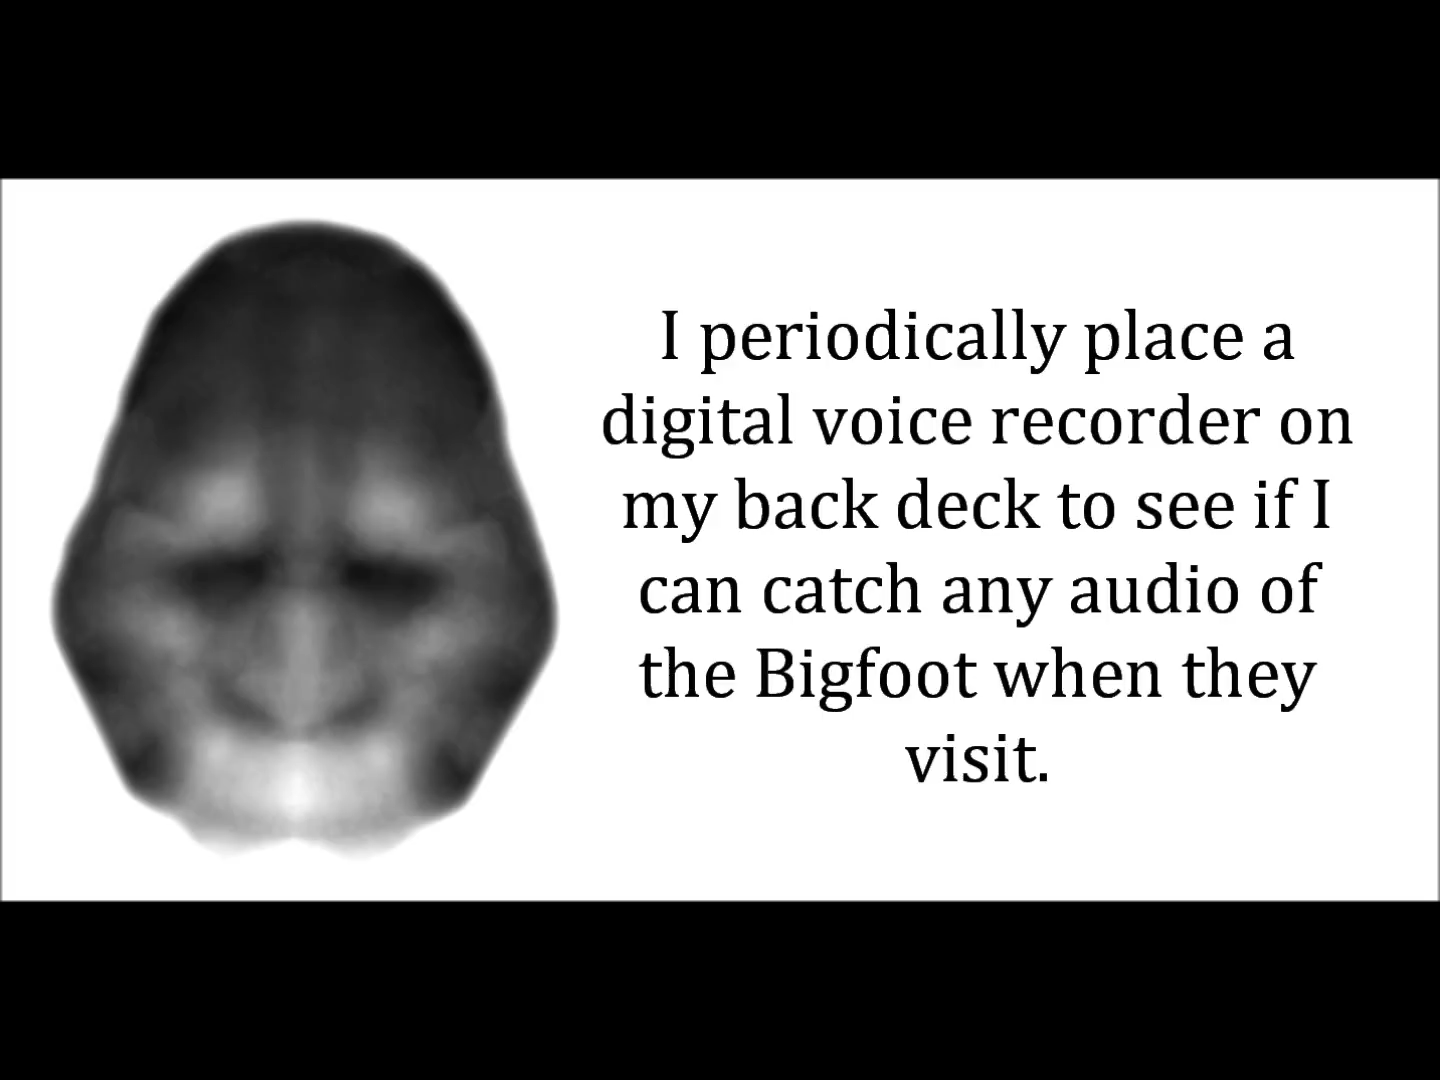 I periodically place a
digital voice recorder on
my back deck to see if I
can catch any audio of
the Bigfoot when they
visit.